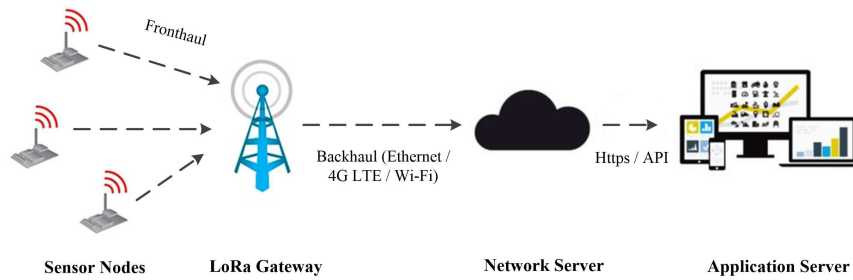 Fronthaul
Backhaul (Ethernet /
4G LTE / Wi-Fi)
Https / API
Sensor Nodes
LoRa Gateway
Network Server
Application Server